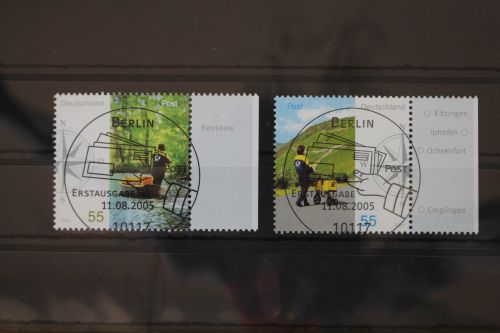 Deutschland Post
BERLIN
Beeskow
ERSTAUSGABE
11.08.2005
55
10117
Post Deutschland
Kitzingen
BERLIN
Iphofen
Ochsenfurt
POST
ERSTAUSGABE
11.08.2005
Creglingen
55
10117